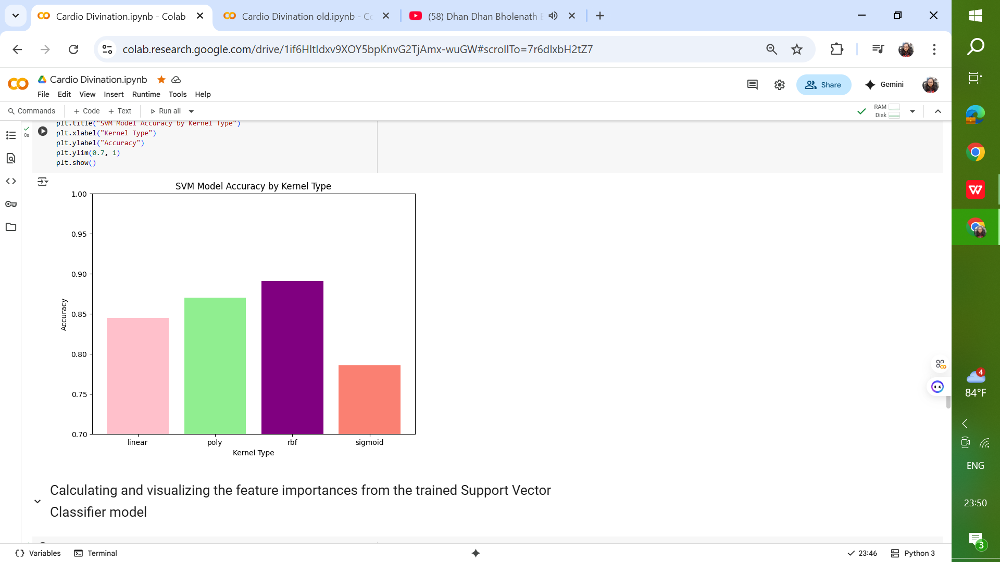 Cardio Divination.ipynb - Colab
Cardio Divination old.ipynb - Co
(58) Dhan Dhan Bholenath
colab.research.google.com/drive/1if6HltIdxv9XOY5bpKnvG2TjAmx-wuGW#scrollTo=7r6dlxbH2tZ7
Cardio Divination.ipynb
Share
Gemini
File Edit View Insert Runtime Tools Help
Commands + Code + Text Run all
RAM
Disk
0s
plt.title("SVM Model Accuracy by Kernel Type")
plt.xlabel("Kernel Type")
plt.ylabel("Accuracy")
plt.ylim(0.7, 1)
plt.show()
SVM Model Accuracy by Kernel Type
1.00
0.95
0.90
0.85
0.80
0.75
0.70
Accuracy
linear poly rbf sigmoid
Kernel Type
Calculating and visualizing the feature importances from the trained Support Vector
Classifier model
Variables Terminal
23:46 Python 3
4
84°F
ENG
23:50
3